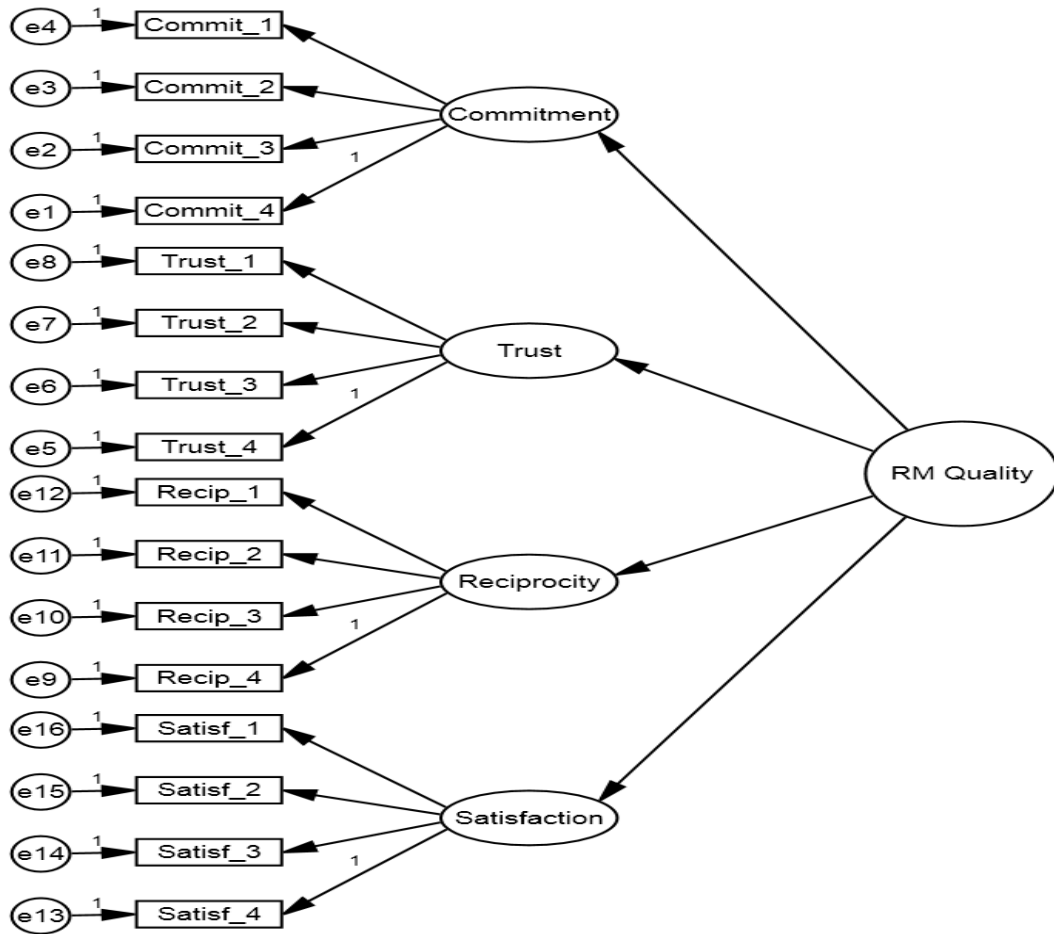 e4 1 Commit_1
e3 1 Commit_2
e2 1 Commit_3
e1 1 Commit_4
1
Commitment
e8 1 Trust_1
e7 1 Trust_2
e6 1 Trust_3
e5 1 Trust_4
1
Trust
e12 1 Recip_1
e11 1 Recip_2
e10 1 Recip_3
e9 1 Recip_4
1
Reciprocity
e16 1 Satisf_1
e15 1 Satisf_2
e14 1 Satisf_3
e13 1 Satisf_4
1
Satisfaction
RM Quality